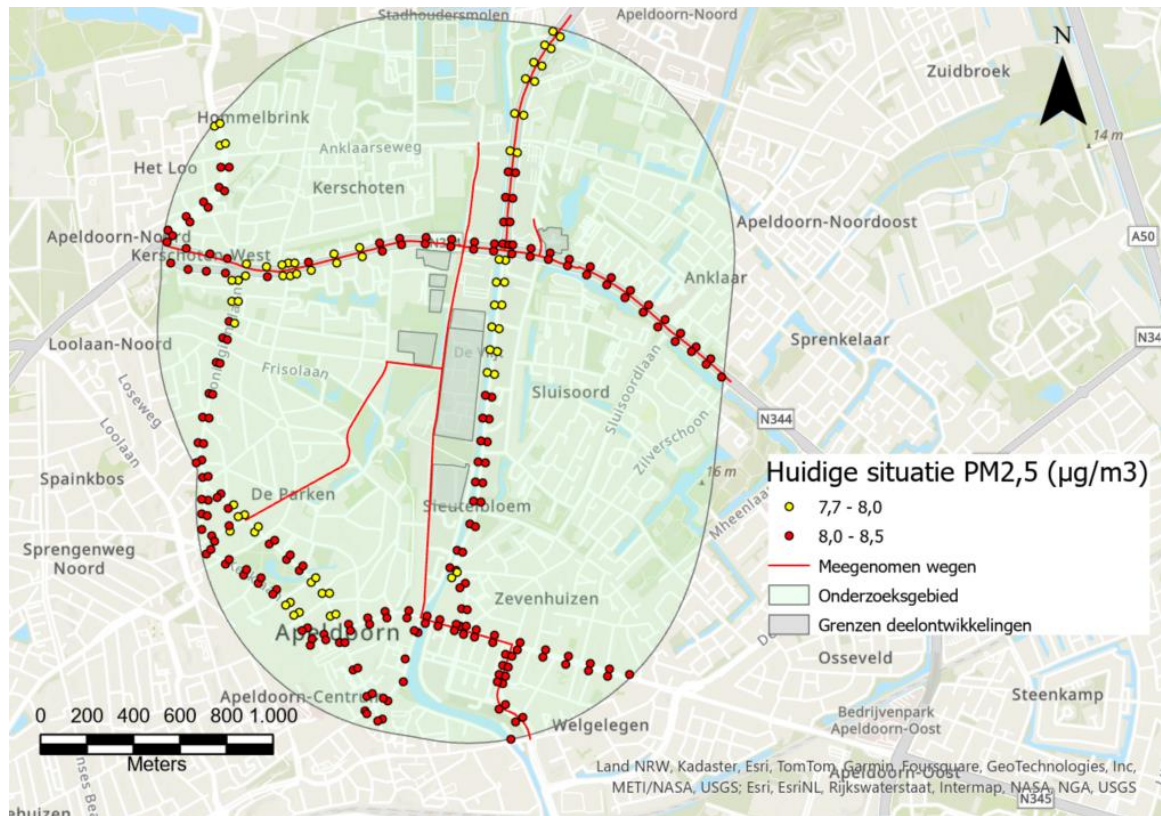 Stadhoudersmolen
Apeldoorn-Noord
Zuidbroek
N
Hommelbrink
14 m
Anklaarseweg
Het Loo
Kerschoten
Apeldoorn-Noordoost
Apeldoorn-Noord
A50
Kerschoten-West
Anklaar
Sprenkelaar
Loolaan-Noord
De Vlijt
Frisolaan
Loseweg
Sluisoord
Sluisoordlaan
Loolaan
Zilverschoon
N344
Spainkbos
De Parken
16 m
Sleutelbloem
Mheenlaan
Sprengenweg
Noord
Zevenhuizen
Apeldoorn
Osseveld
Apeldoorn-Centrum
Steenkamp
Welgelegen
Bedrijvenpark
Apeldoorn-Oost
Apeldoorn-Oost
N345
Huidige situatie PM2,5 (µg/m3)
7,7 - 8,0
8,0 - 8,5
Meegenomen wegen
Onderzoeksgebied
Grenzen deelontwikkelingen
0 200 400 600 800 1.000
Meters
Land NRW, Kadaster, Esri, TomTom, Garmin, Foursquare, GeoTechnologies, Inc,
METI/NASA, USGS; Esri, EsriNL, Rijkswaterstaat, Intermap, NASA, NGA, USGS